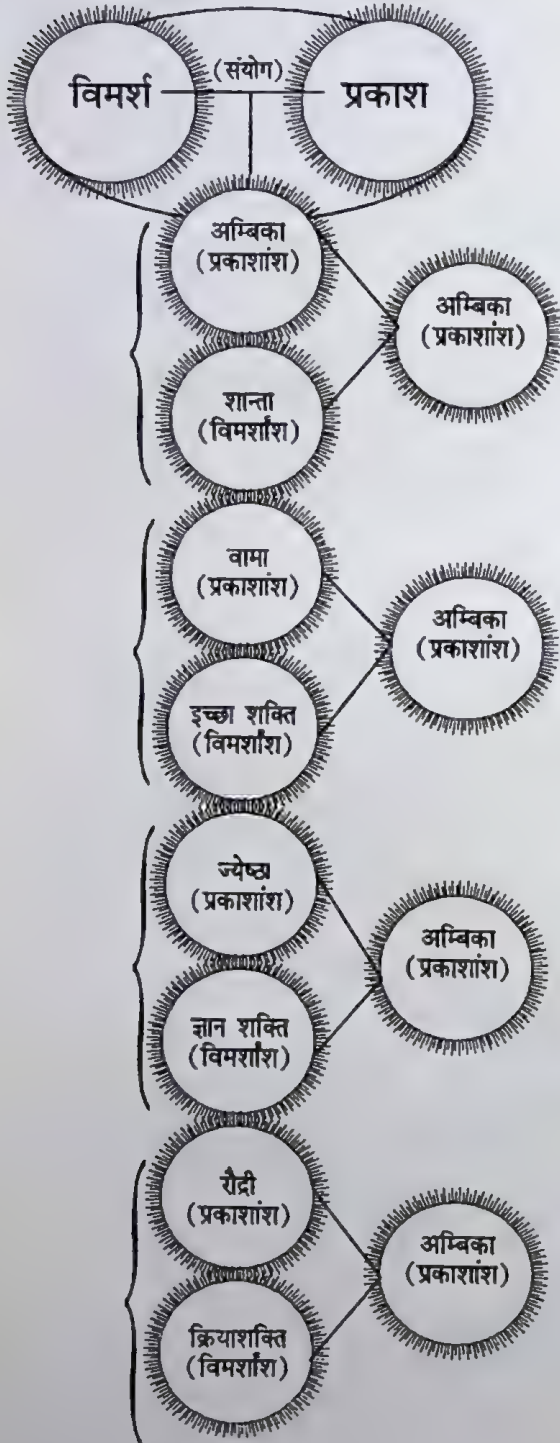 विमर्श
(संयोग)
प्रकाश
अम्बिका
(प्रकाशांश)
अम्बिका
(प्रकाशांश)
शान्ता
(विमर्शांश)
वामा
(प्रकाशांश)
अम्बिका
(प्रकाशांश)
इच्छा शक्ति
(विमर्शांश)
ज्येष्ठा
(प्रकाशांश)
अम्बिका
(प्रकाशांश)
ज्ञान शक्ति
(विमर्शांश)
रौद्री
(प्रकाशांश)
अम्बिका
(प्रकाशांश)
क्रियाशक्ति
(विमर्शांश)